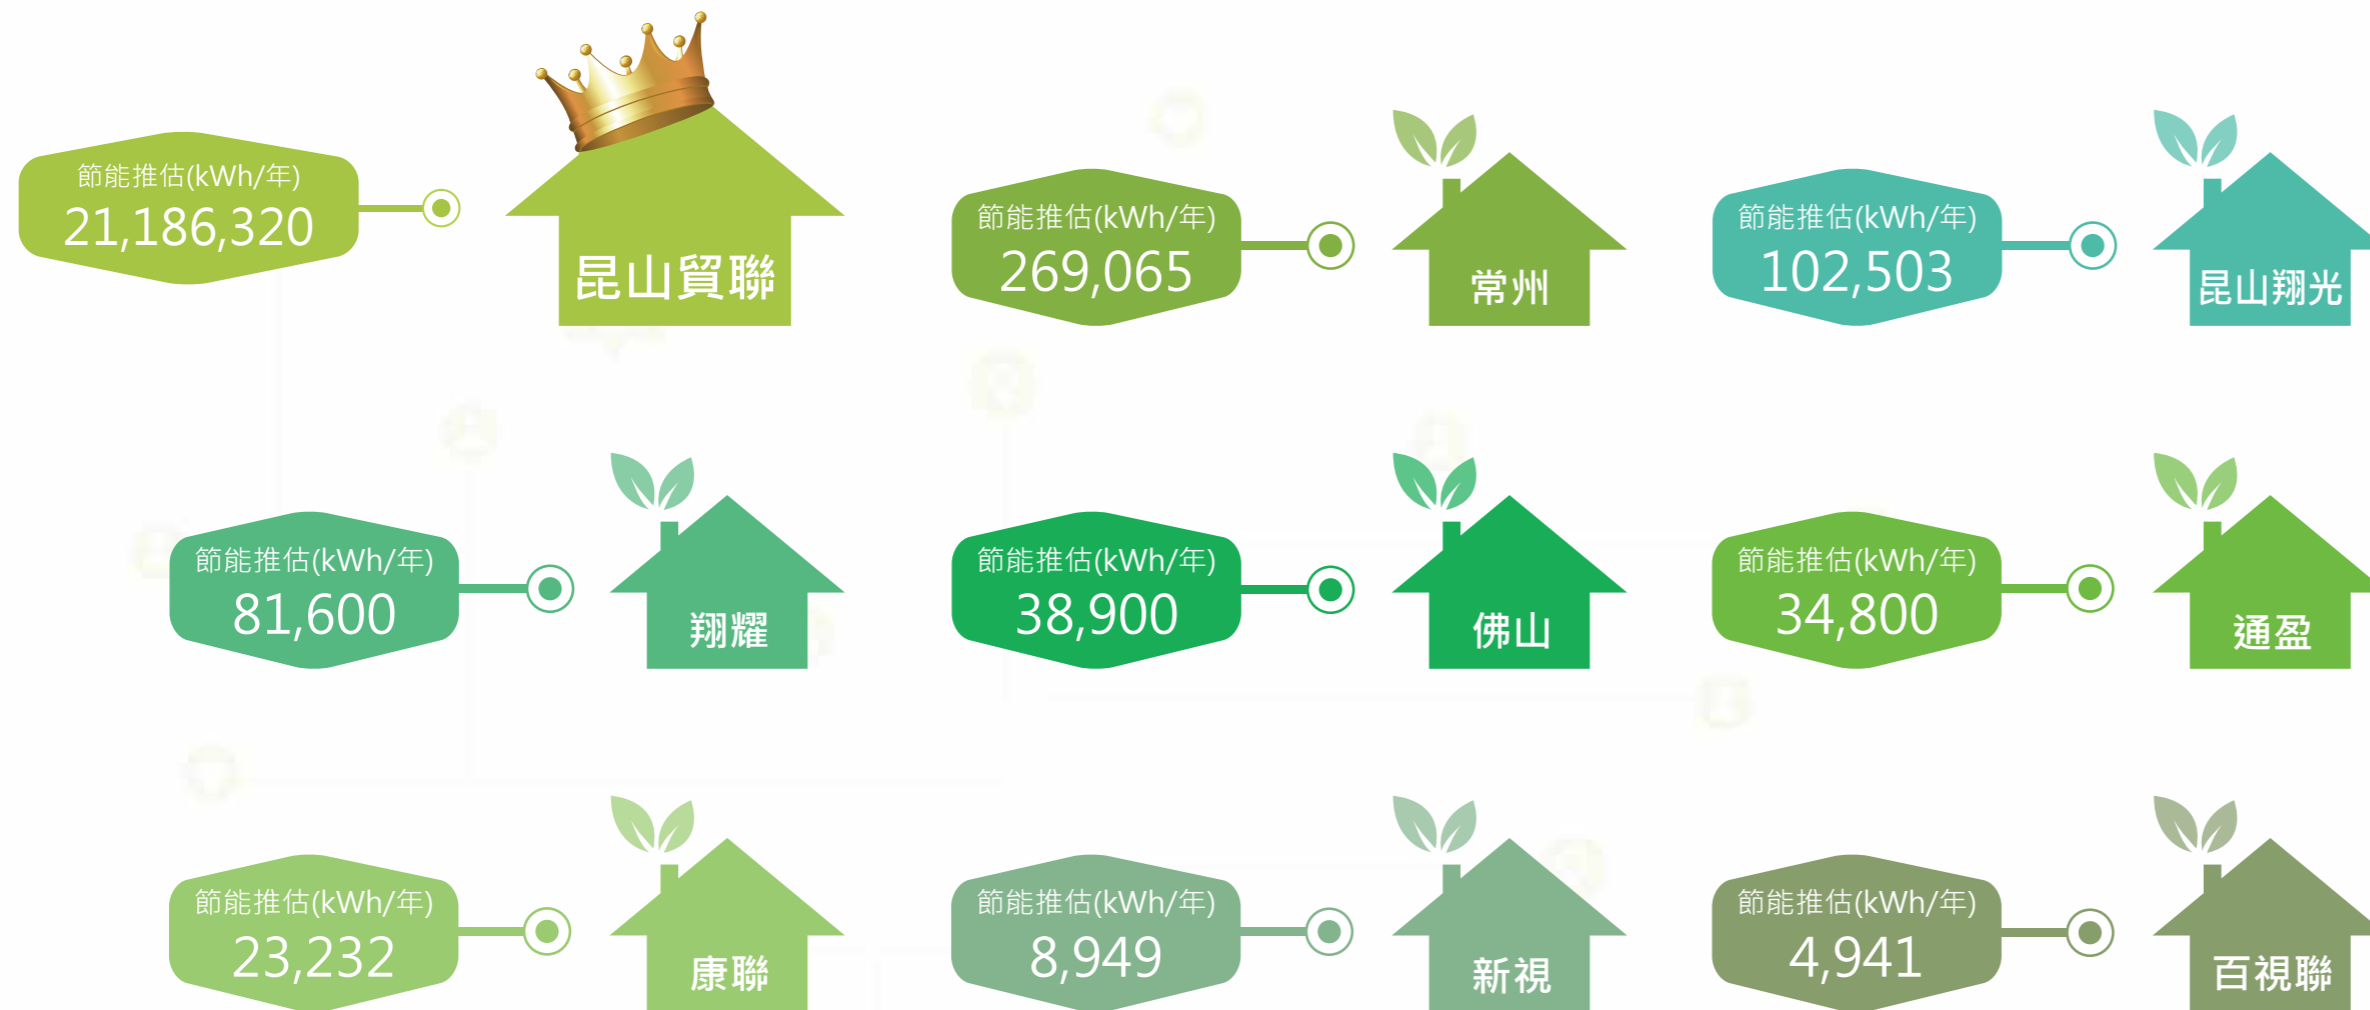 節能推估(kWh/年)
21,186,320
昆山貿聯
節能推估(kWh/年)
269,065
常州
節能推估(kWh/年)
102,503
昆山翔光
節能推估(kWh/年)
81,600
翔耀
節能推估(kWh/年)
38,900
佛山
節能推估(kWh/年)
34,800
通盈
節能推估(kWh/年)
23,232
康聯
節能推估(kWh/年)
8,949
新視
節能推估(kWh/年)
4,941
百視聯